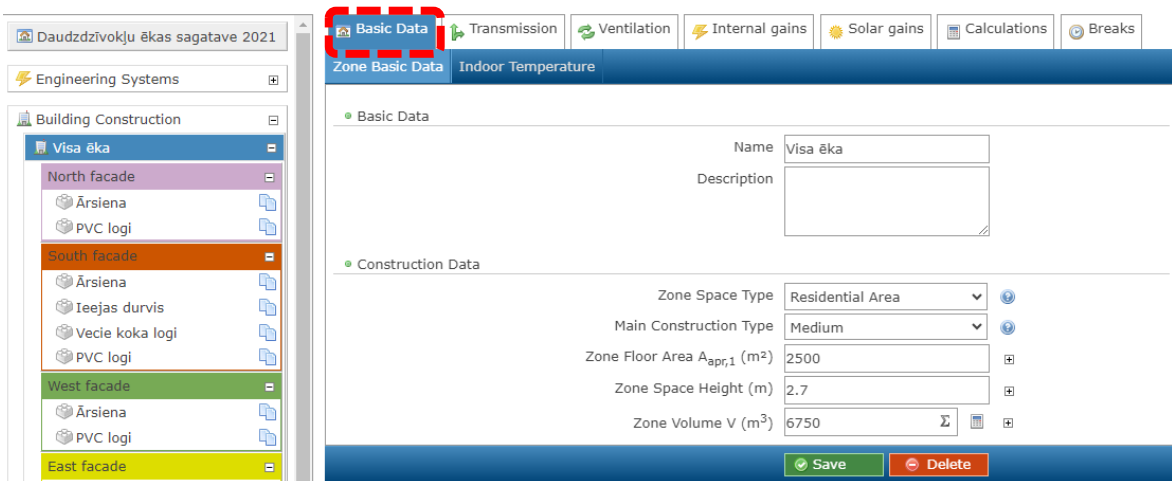 Daudzdzīvokļu ēkas sagatave 2021
Engineering Systems
Building Construction
Visa ēka
North facade
Ārsiena
PVC logi
South facade
Ārsiena
Ieejas durvis
Vecie koka logi
PVC logi
West facade
Ārsiena
PVC logi
East facade
Basic Data Transmission Ventilation Internal gains Solar gains Calculations Breaks
Zone Basic Data Indoor Temperature
Basic Data
Name Visa ēka
Description
Construction Data
Zone Space Type Residential Area
Main Construction Type Medium
Zone Floor Area Aapr,1 (m²) 2500
Zone Space Height (m) 2.7
Zone Volume V (m³) 6750 Σ
Save Delete